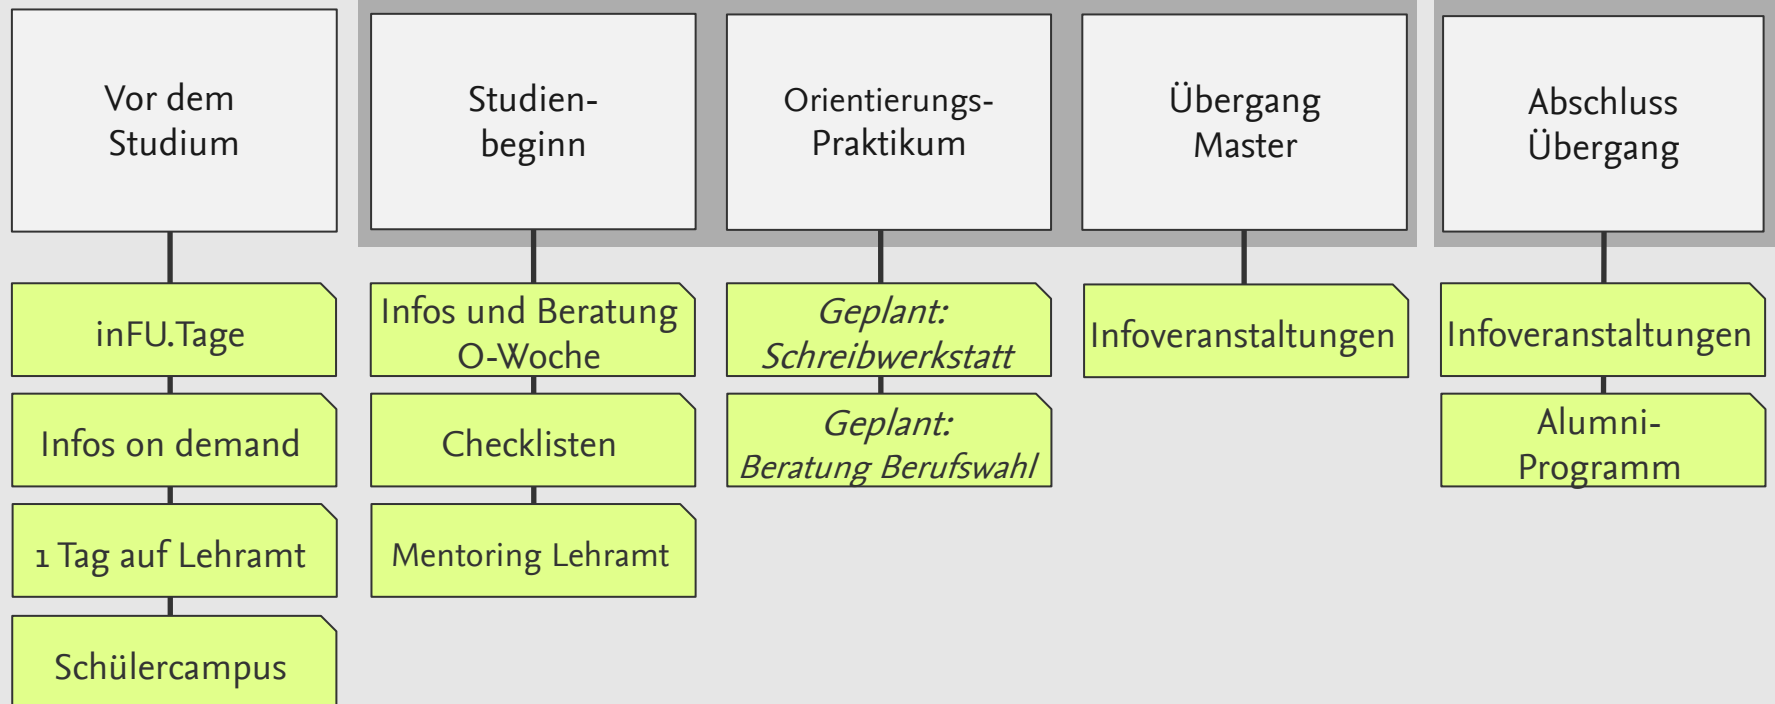 Vor dem
Studium
Studien-
beginn
Orientierungs-
Praktikum
Übergang
Master
Abschluss
Übergang
inFU.Tage
Infos on demand
1 Tag auf Lehramt
Schülercampus
Infos und Beratung
O-Woche
Checklisten
Mentoring Lehramt
Geplant:
Schreibwerkstatt
Geplant:
Beratung Berufswahl
Infoveranstaltungen
Infoveranstaltungen
Alumni-
Programm